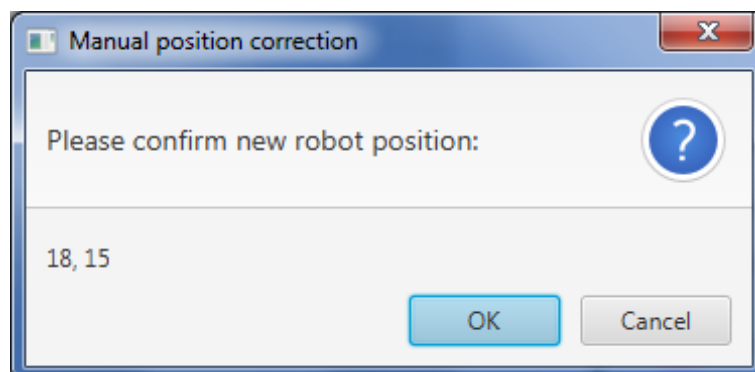 Manual position correction
Please confirm new robot position:
?
18, 15
OK
Cancel